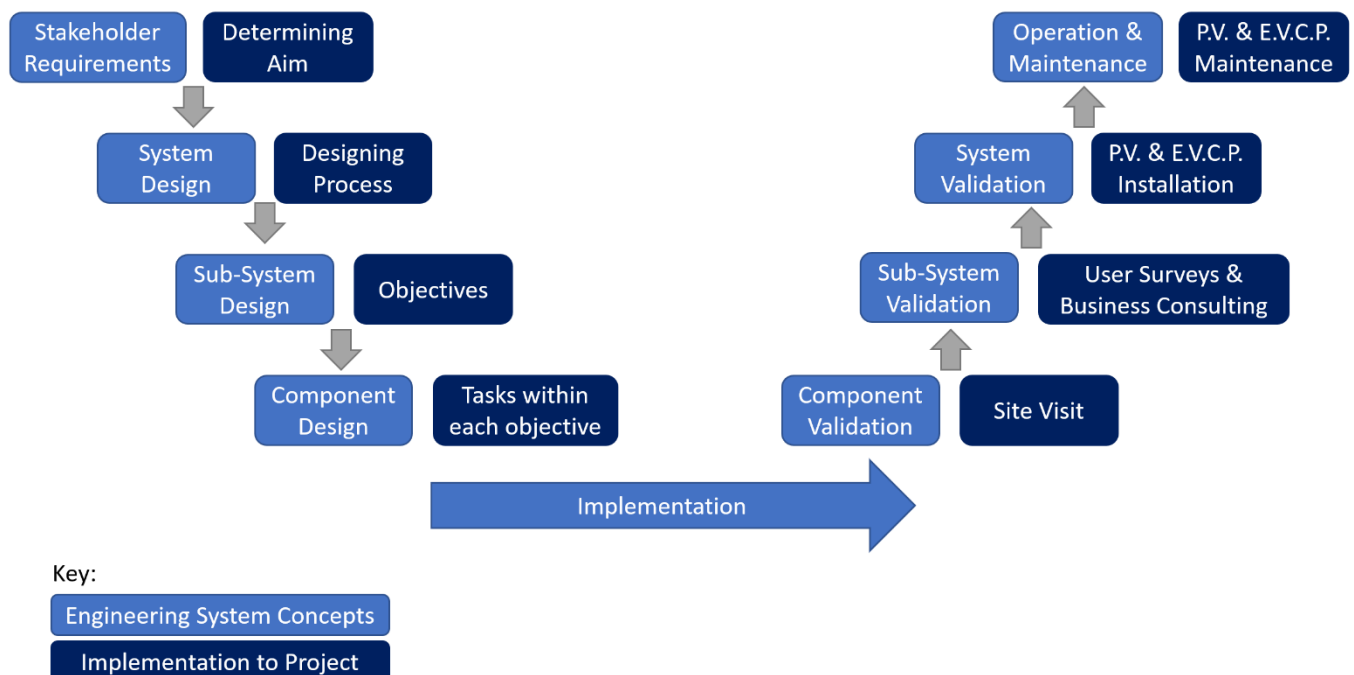 Stakeholder
Requirements
Determining
Aim
System
Design
Designing
Process
Sub-System
Design
Objectives
Component
Design
Tasks within
each objective
Implementation
Component
Validation
Site Visit
Sub-System
Validation
User Surveys &
Business Consulting
System
Validation
P.V. & E.V.C.P.
Installation
Operation &
Maintenance
P.V. & E.V.C.P.
Maintenance
Key:
Engineering System Concepts
Implementation to Project